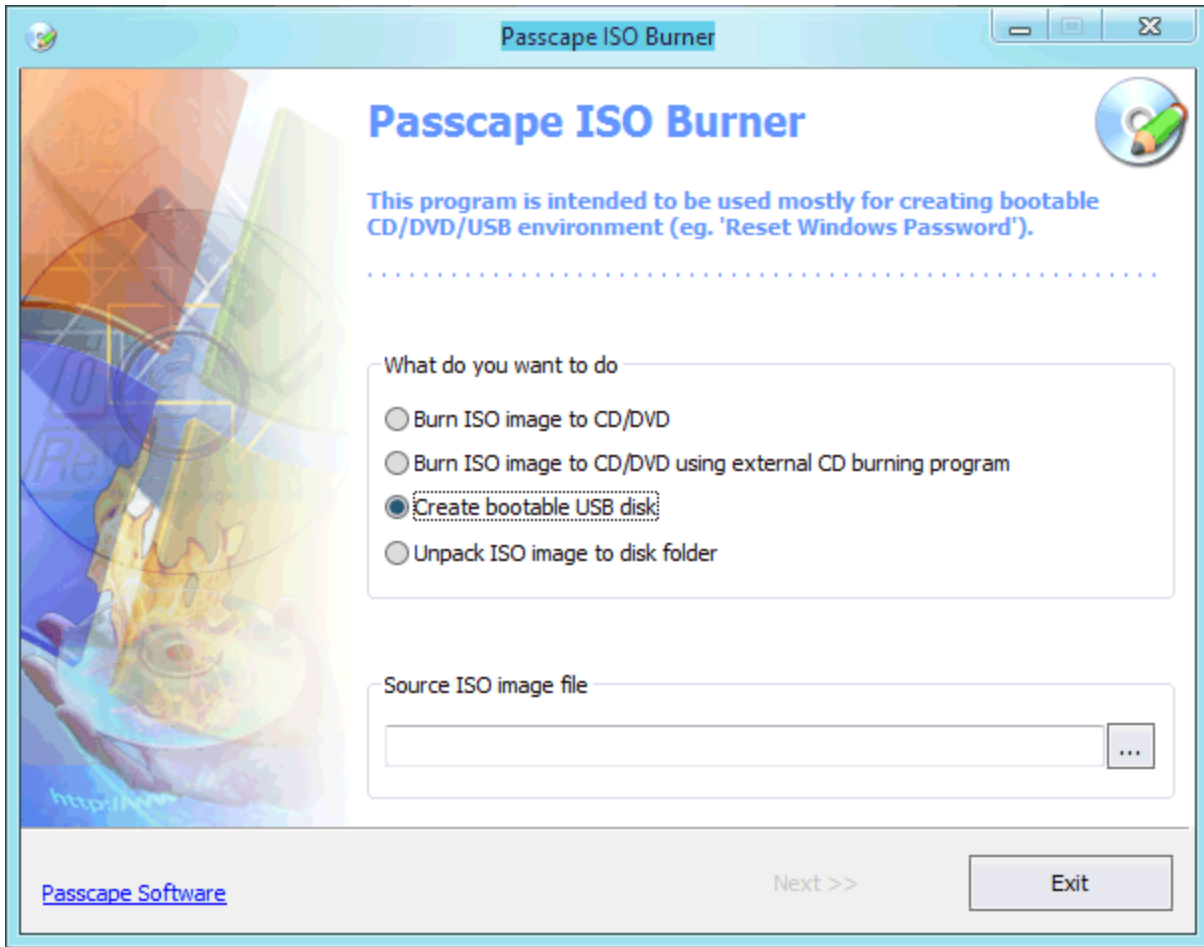 Passcape ISO Burner
Passcape ISO Burner
This program is intended to be used mostly for creating bootable
CD/DVD/USB environment (eg. 'Reset Windows Password').
What do you want to do
Burn ISO image to CD/DVD
Burn ISO image to CD/DVD using external CD burning program
Create bootable USB disk
Unpack ISO image to disk folder
Source ISO image file
...
http://
Passcape Software
Next >>
Exit